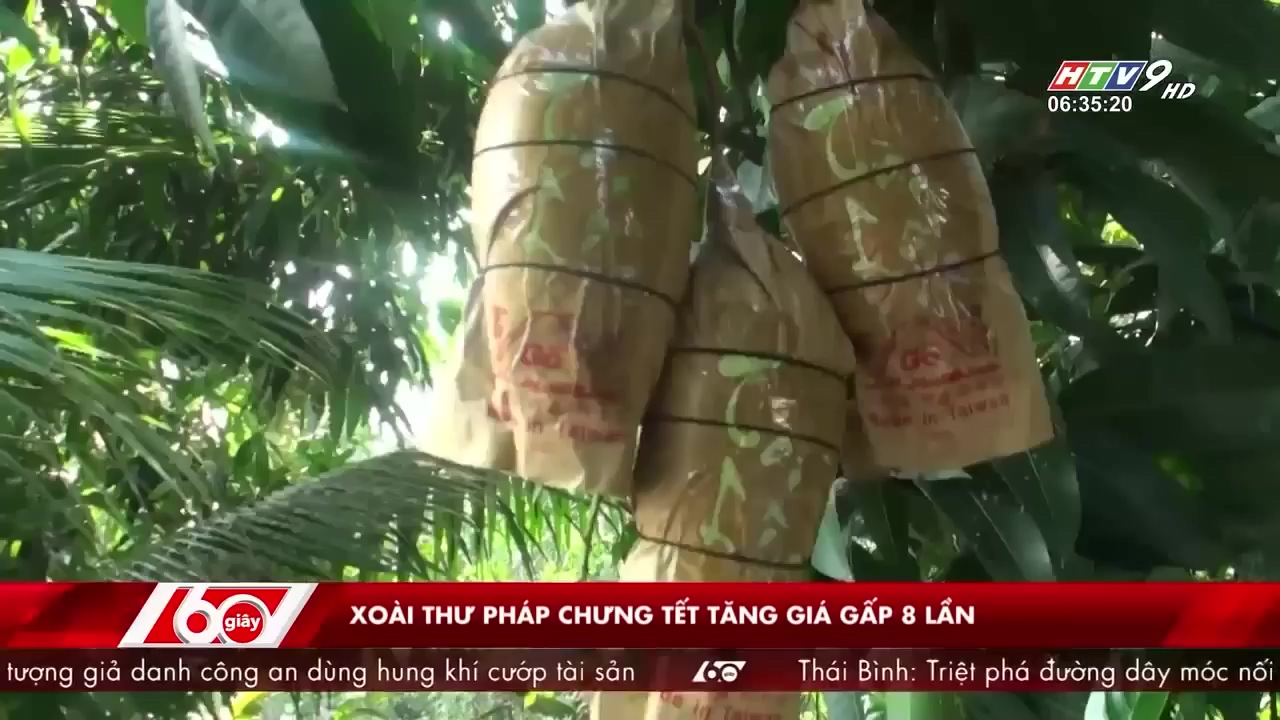 HTV9 HD
06:35:20
Made in Taiwan
60 giây
XOÀI THƯ PHÁP CHƯNG TẾT TĂNG GIÁ GẤP 8 LẦN
tượng giả danh công an dùng hung khí cướp tài sản 60 giây Thái Bình: Triệt phá đường dây móc nối